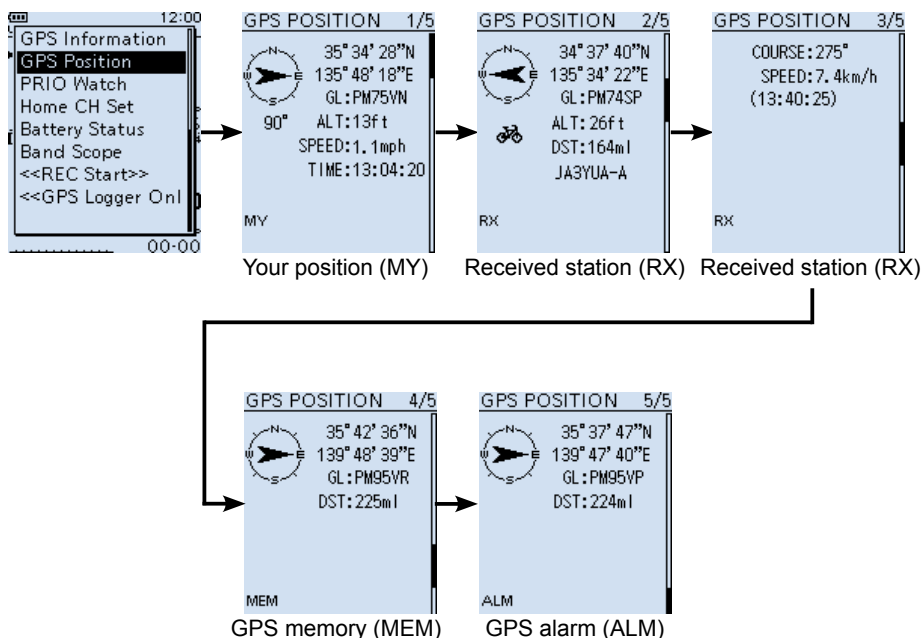 12:00
GPS Information
GPS Position
PRIO Watch
Home CH Set
Battery Status
Band Scope
<<REC Start>>
<<GPS Logger Onl
00-00
GPS POSITION 1/5
N
W E
S
35°34'28"N
135°48'18"E
GL:PM75VN
90° ALT:13ft
SPEED:1.1mph
TIME:13:04:20
MY
Your position (MY)
GPS POSITION 2/5
N
W E
S
34°37'40"N
135°34'22"E
GL:PM74SP
ALT:26ft
DST:164ml
JA3YUA-A
RX
Received station (RX)
GPS POSITION 3/5
COURSE:275°
SPEED:7.4km/h
(13:40:25)
RX
Received station (RX)
GPS POSITION 4/5
N
W E
S
35°42'36"N
139°48'39"E
GL:PM95VR
DST:225ml
MEM
GPS memory (MEM)
GPS POSITION 5/5
N
W E
S
35°37'47"N
139°47'40"E
GL:PM95VP
DST:224ml
ALM
GPS alarm (ALM)